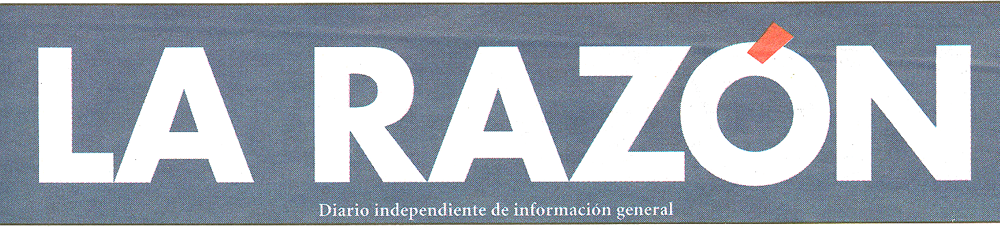 LA RAZÓN
Diario independiente de información general